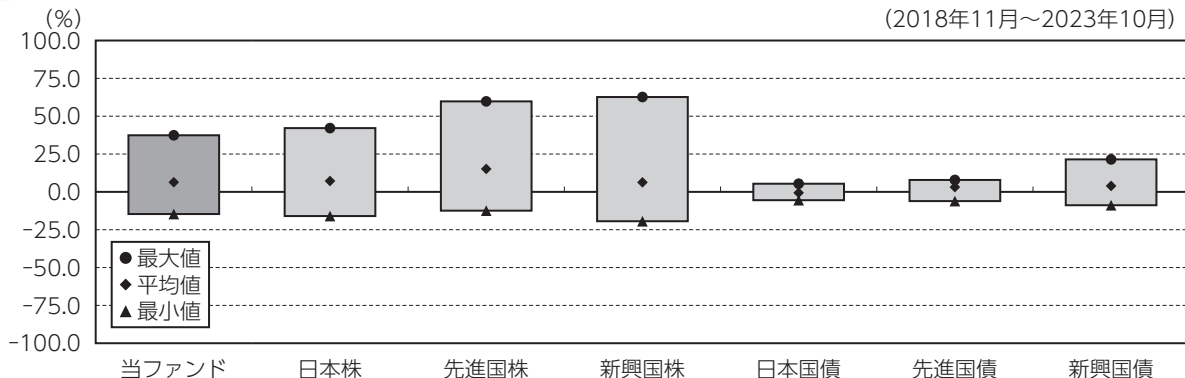 (%)
(2018年11月~2023年10月)
100.0
75.0
50.0
25.0
0.0
-25.0
-50.0
-75.0
-100.0
●最大値
◆平均値
▲最小値
当ファンド 日本株 先進国株 新興国株 日本国債 先進国債 新興国債